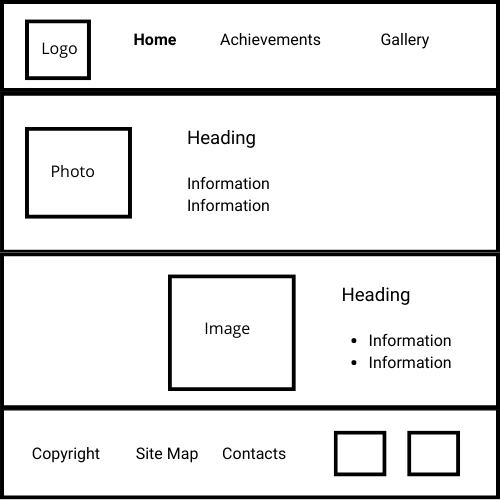 Logo
Home Achievements Gallery
Photo
Heading
Information
Information
Image
Heading
• Information
• Information
Copyright Site Map Contacts